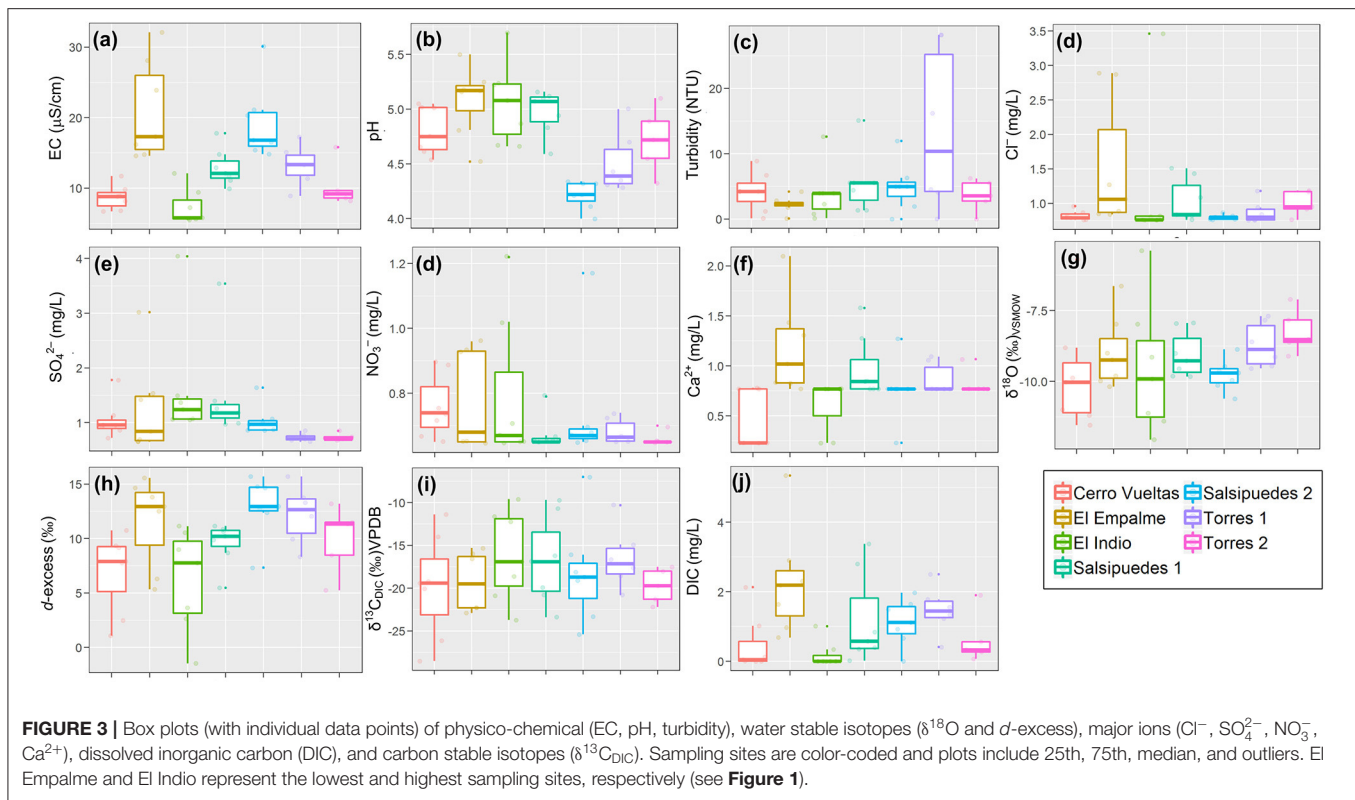 (a)
EC (μS/cm)
30
20
10
(b)
pH
5.5
5.0
4.5
4.0
(c)
Turbidity (NTU)
20
10
0
(d)
Cl⁻ (mg/L)
3.5
3.0
2.5
2.0
1.5
1.0
(e)
SO₄²⁻ (mg/L)
4
3
2
1
(d)
NO₃⁻ (mg/L)
1.2
1.0
0.8
(f)
Ca²⁺ (mg/L)
2.0
1.5
1.0
0.5
(g)
δ¹⁸O (‰)VSMOW
-7.5
-10.0
(h)
d-excess (‰)
15
10
5
0
(i)
δ¹³C_DIC (‰)VPDB
-10
-15
-20
-25
(j)
DIC (mg/L)
4
2
0
Cerro Vueltas
El Empalme
El Indio
Salsipuedes 1
Salsipuedes 2
Torres 1
Torres 2
FIGURE 3 | Box plots (with individual data points) of physico-chemical (EC, pH, turbidity), water stable isotopes (δ¹⁸O and d-excess), major ions (Cl⁻, SO₄²⁻, NO₃⁻,
Ca²⁺), dissolved inorganic carbon (DIC), and carbon stable isotopes (δ¹³C_DIC). Sampling sites are color-coded and plots include 25th, 75th, median, and outliers. El
Empalme and El Indio represent the lowest and highest sampling sites, respectively (see Figure 1).